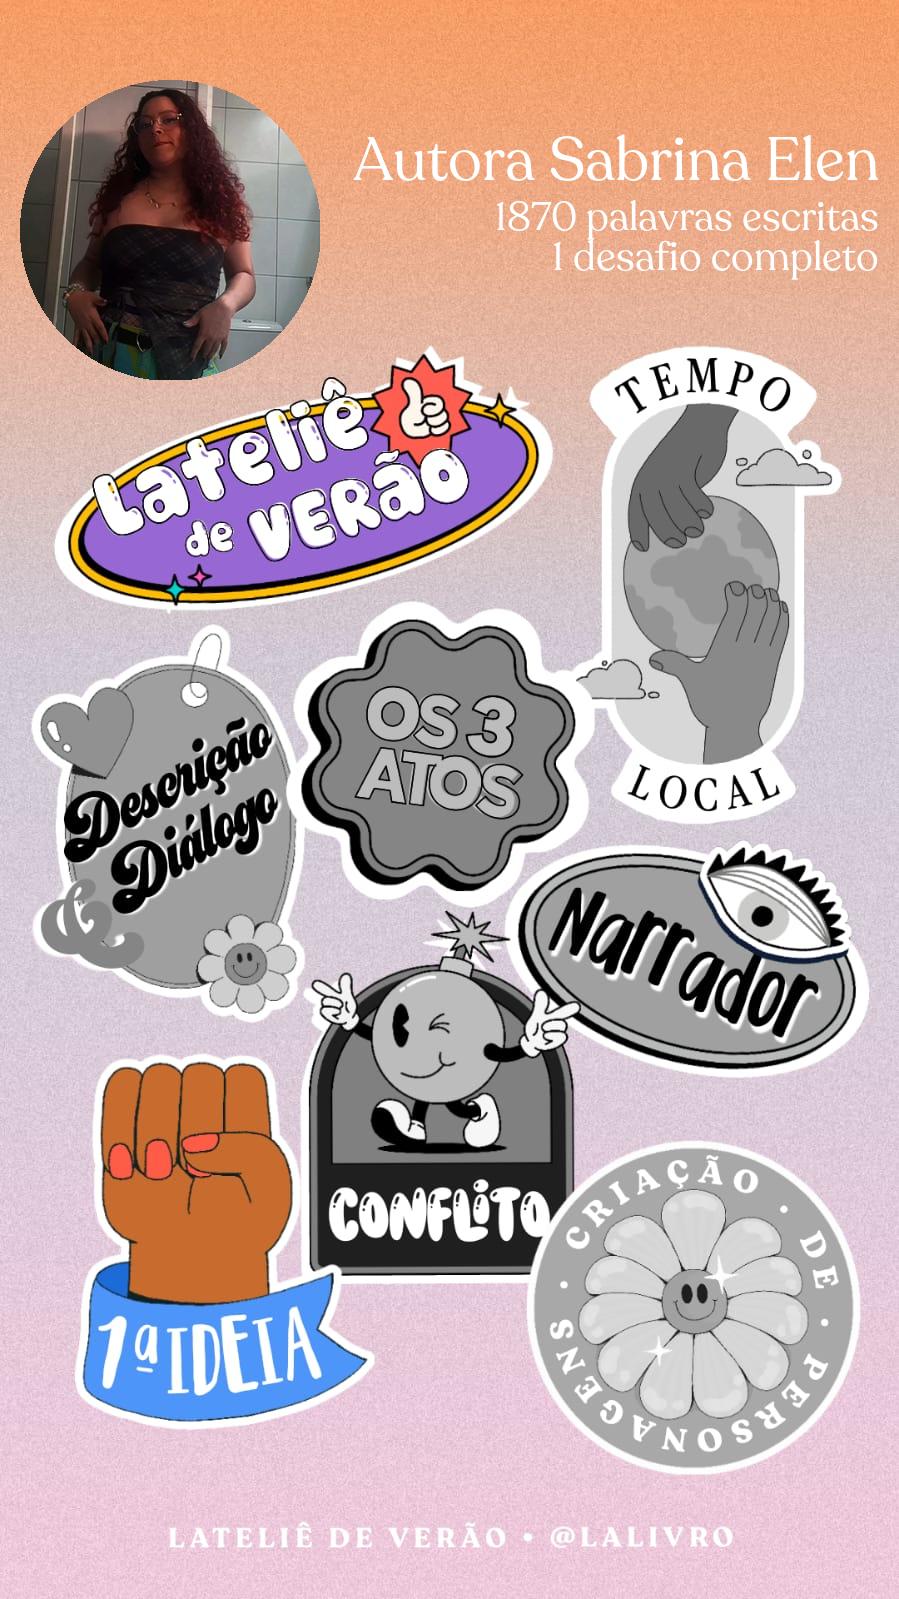 Autora Sabrina Elen
1870 palavras escritas
1 desafio completo
Lateliê
de VERÃO
TEMPO
LOCAL
OS 3
ATOS
Descrição
&
Diálogo
Narrador
CONFLITO
1ª IDEIA
CRIAÇÃO · DE · PERSONAGENS ·
LATELIÊ DE VERÃO • @LALIVRO